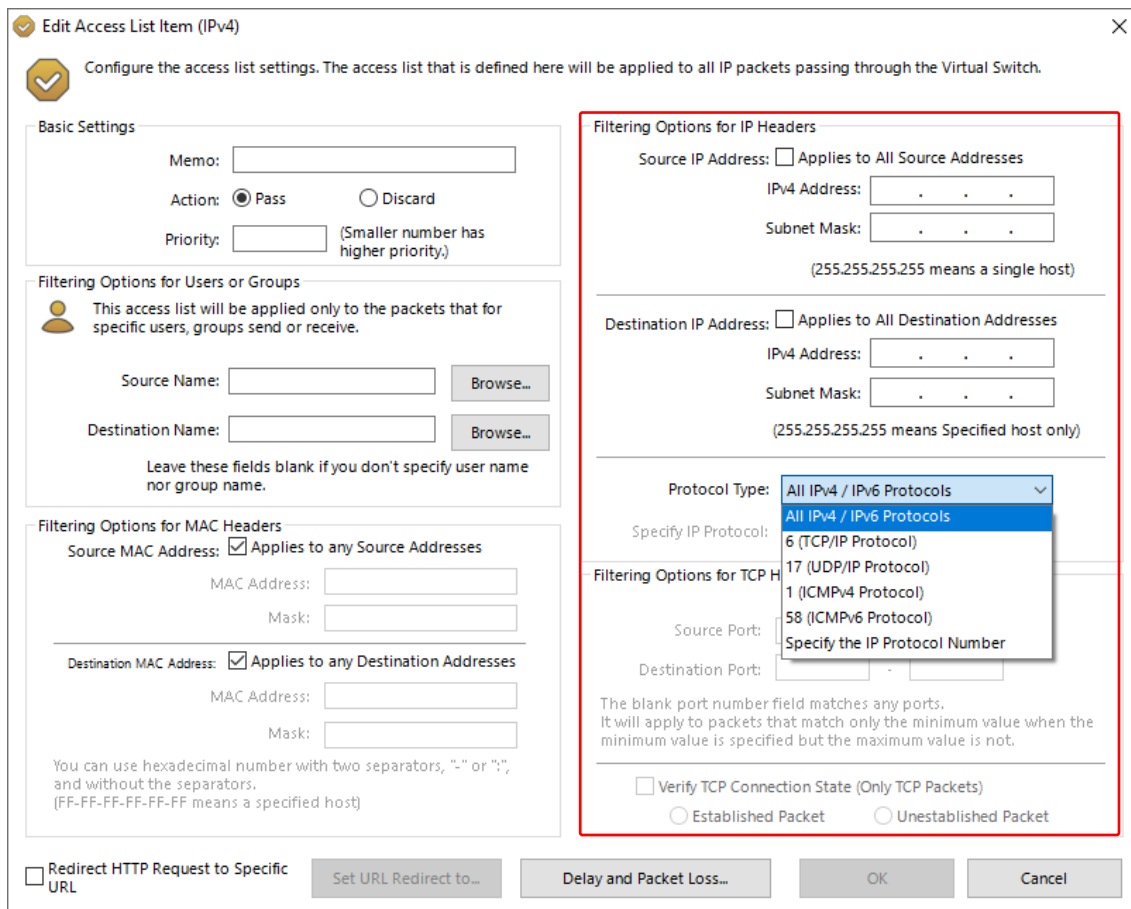 Edit Access List Item (IPv4)
Configure the access list settings. The access list that is defined here will be applied to all IP packets passing through the Virtual Switch.
Basic Settings
Memo:
Action: Pass Discard
Priority: (Smaller number has
higher priority.)
Filtering Options for Users or Groups
This access list will be applied only to the packets that for
specific users, groups send or receive.
Source Name: Browse...
Destination Name: Browse...
Leave these fields blank if you don't specify user name
nor group name.
Filtering Options for MAC Headers
Source MAC Address: Applies to any Source Addresses
MAC Address:
Mask:
Destination MAC Address: Applies to any Destination Addresses
MAC Address:
Mask:
You can use hexadecimal number with two separators, "-" or ":",
and without the separators.
(FF-FF-FF-FF-FF-FF means a specified host)
Filtering Options for IP Headers
Source IP Address: Applies to All Source Addresses
IPv4 Address: . . .
Subnet Mask: . . .
(255.255.255.255 means a single host)
Destination IP Address: Applies to All Destination Addresses
IPv4 Address: . . .
Subnet Mask: . . .
(255.255.255.255 means Specified host only)
Protocol Type: All IPv4 / IPv6 Protocols
All IPv4 / IPv6 Protocols
Specify IP Protocol:
6 (TCP/IP Protocol)
17 (UDP/IP Protocol)
Filtering Options for TCP H
1 (ICMPv4 Protocol)
58 (ICMPv6 Protocol)
Source Port:
Specify the IP Protocol Number
Destination Port: -
The blank port number field matches any ports.
It will apply to packets that match only the minimum value when the
minimum value is specified but the maximum value is not.
Verify TCP Connection State (Only TCP Packets)
Established Packet Unestablished Packet
Redirect HTTP Request to Specific
URL
Set URL Redirect to... Delay and Packet Loss... OK Cancel